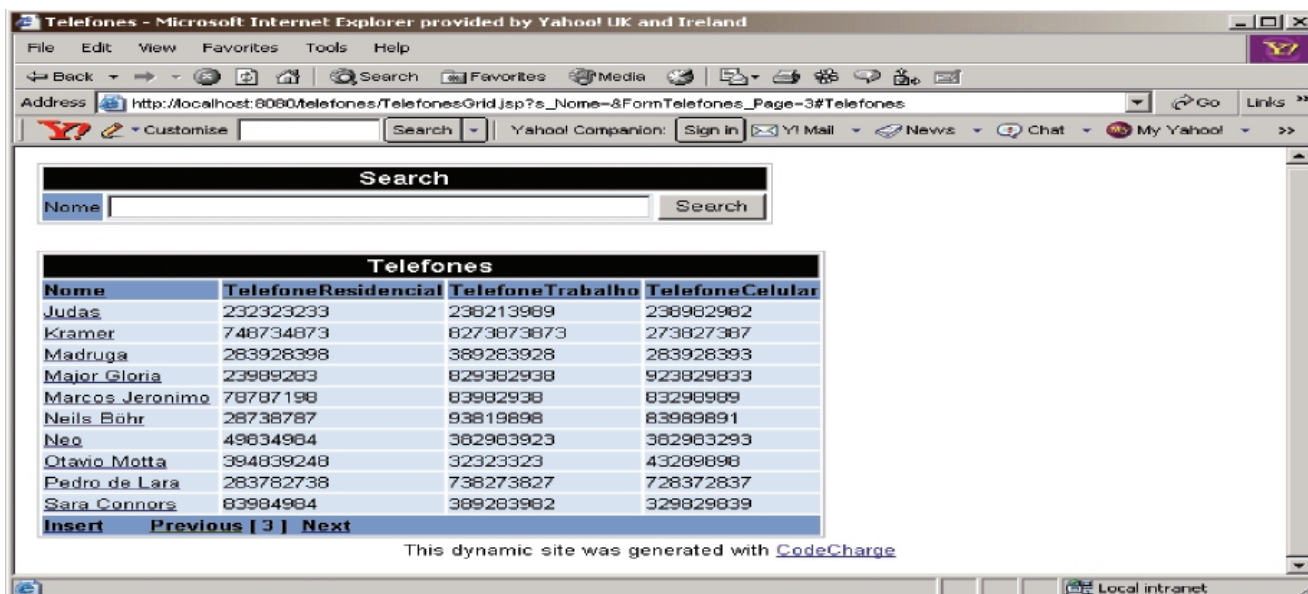 Telefones - Microsoft Internet Explorer provided by Yahoo! UK and Ireland
File Edit View Favorites Tools Help
Back Search Favorites Media
Address http://localhost:8080/telefones/TelefonesGrid.jsp?s_Nome=&FormTelefones_Page=3#Telefones Go Links »
Y? Customise Search Yahoo! Companion: Sign in Y! Mail News Chat My Yahoo! >>
Search
Nome Search
Telefones
Nome TelefoneResidencial TelefoneTrabalho TelefoneCelular
Judas 232323233 238213989 238982982
Kramer 748734873 8273873873 273827387
Madruga 283928398 389283928 283928393
Major Gloria 23989283 829382938 923829833
Marcos Jeronimo 78787198 83982938 83298989
Neils Böhr 28738787 93819898 83989891
Neo 49834984 382983923 382983293
Otavio Motta 394839248 32323323 43289898
Pedro de Lara 283782738 738273827 728372837
Sara Connors 83984984 389283982 329829839
Insert Previous [ 3 ] Next
This dynamic site was generated with CodeCharge
Local intranet